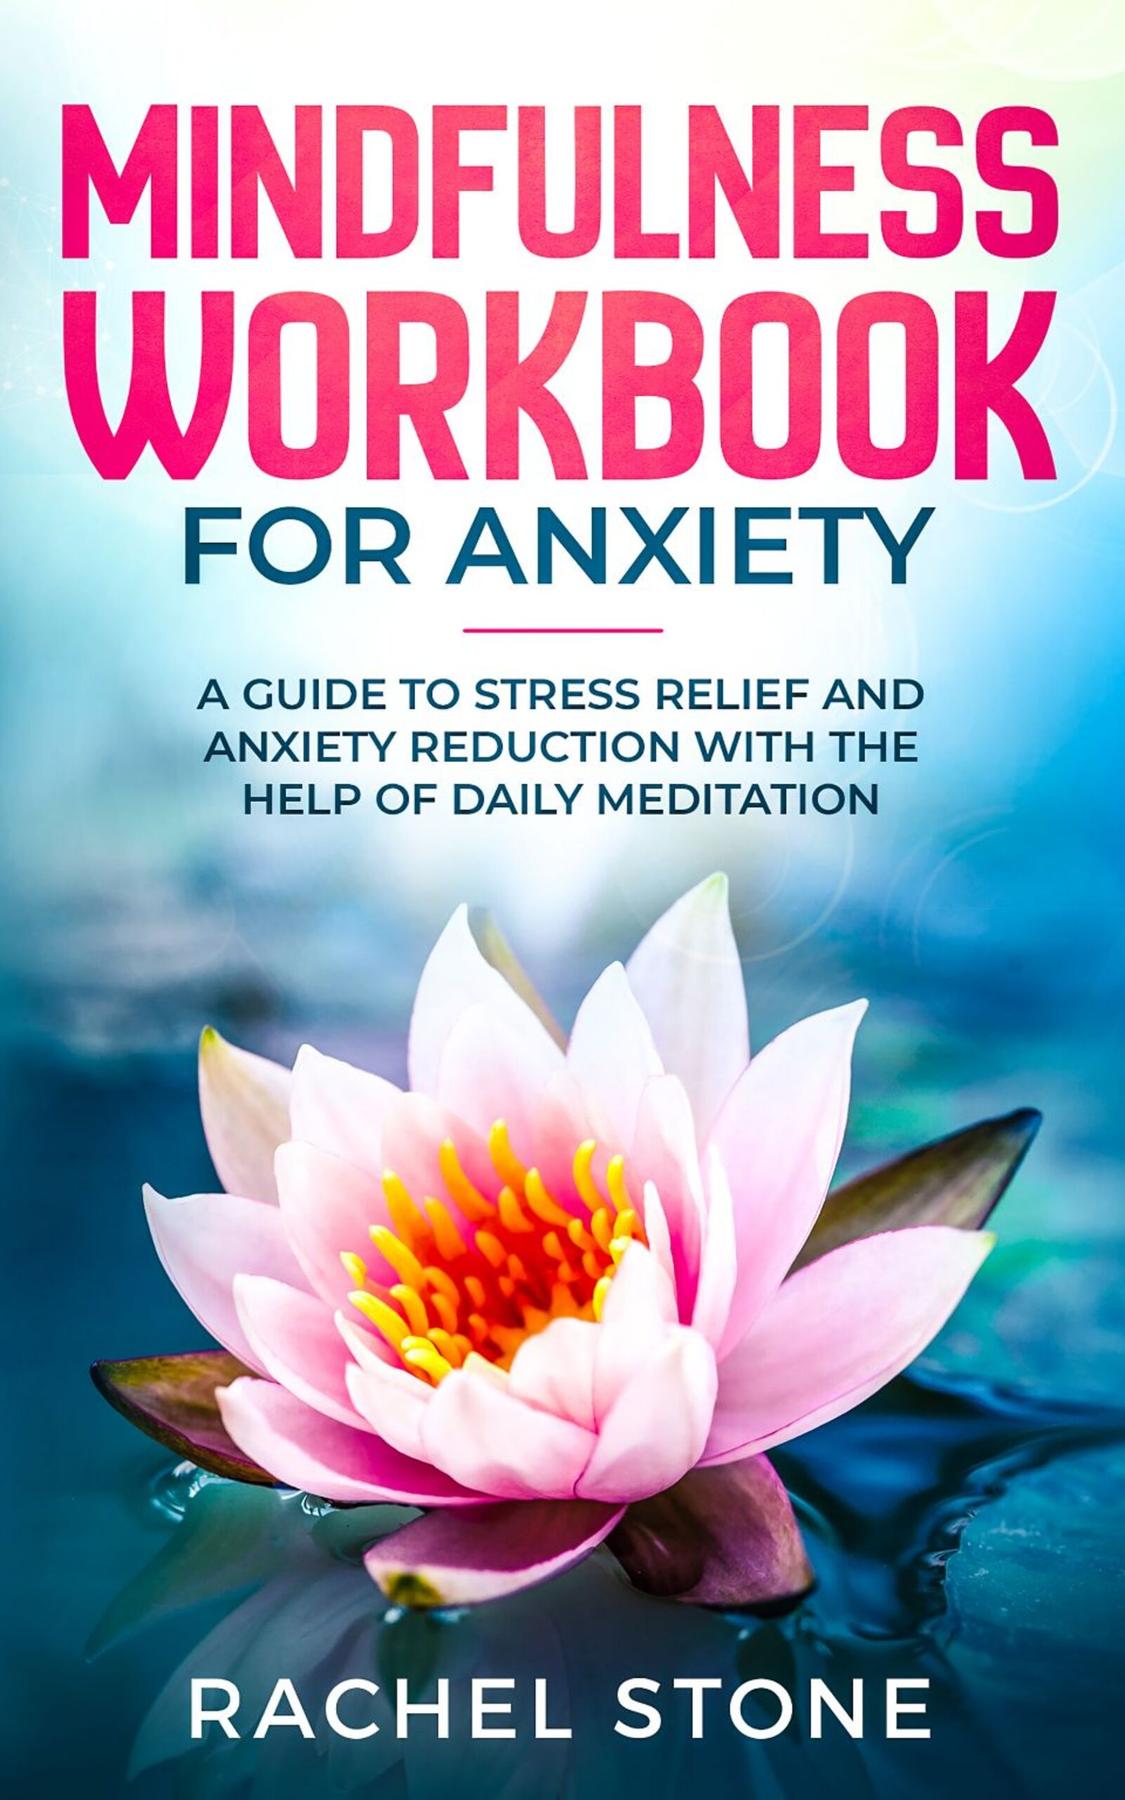 MINDFULNESS
WORKBOOK
FOR ANXIETY
A GUIDE TO STRESS RELIEF AND
ANXIETY REDUCTION WITH THE
HELP OF DAILY MEDITATION
RACHEL STONE